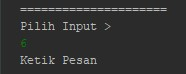 =====================
Pilih Input >
6
Ketik Pesan